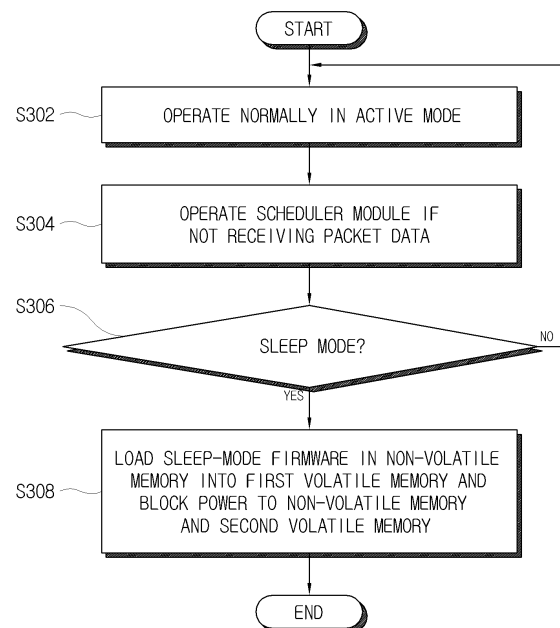 START
S302
OPERATE NORMALLY IN ACTIVE MODE
S304
OPERATE SCHEDULER MODULE IF
NOT RECEIVING PACKET DATA
S306
SLEEP MODE?
NO
YES
S308
LOAD SLEEP-MODE FIRMWARE IN NON-VOLATILE
MEMORY INTO FIRST VOLATILE MEMORY AND
BLOCK POWER TO NON-VOLATILE MEMORY
AND SECOND VOLATILE MEMORY
END